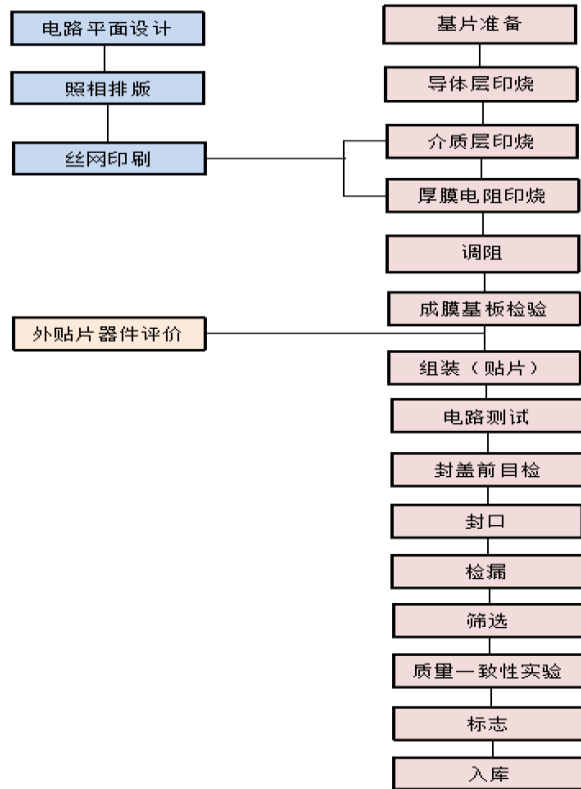 电路平面设计
照相排版
丝网印刷
外贴片器件评价
基片准备
导体层印烧
介质层印烧
厚膜电阻印烧
调阻
成膜基板检验
组装（贴片）
电路测试
封盖前目检
封口
检漏
筛选
质量一致性实验
标志
入库